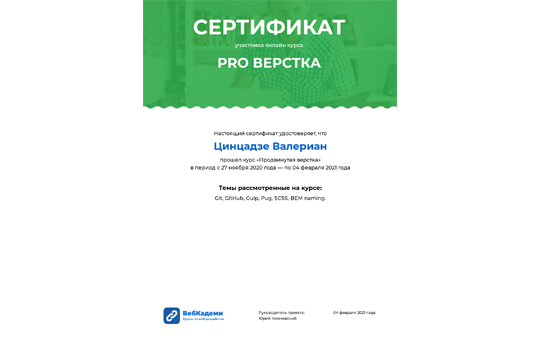 СЕРТИФИКАТ
участника онлайн курса
PRO ВЕРСТКА
Настоящий сертификат удостоверяет, что
Цинцадзе Валериан
прошел курс «Продвинутая верстка»
в период с 27 ноября 2020 года — по 04 февраля 2021 года
Темы рассмотренные на курсе:
Git, GitHub, Gulp, Pug, SCSS, BEM naming.
ВебКадеми
Курсы по вебразработке
Руководитель проекта:
Юрий Ключевский
04 февраля 2021 года